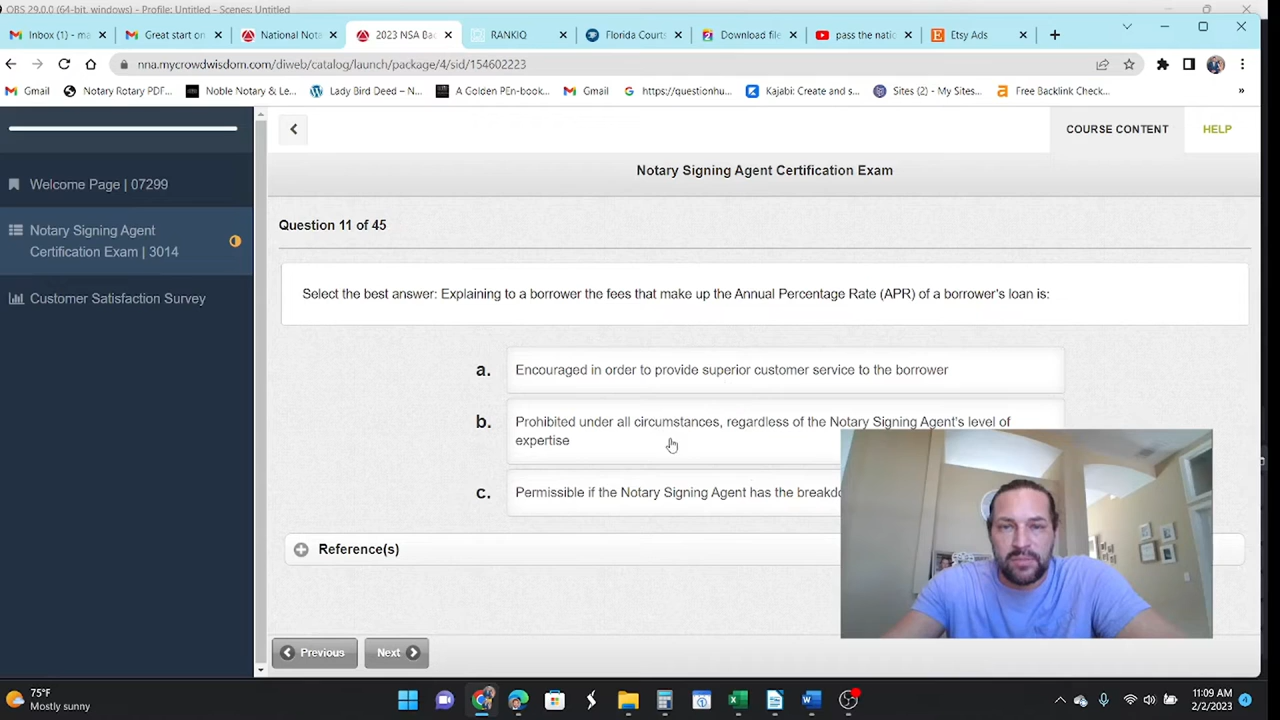 OBS 29.0.0 (64-bit, windows) - Profile: Untitled - Scenes: Untitled
Inbox (1) - ma
Great start on
National Nota
2023 NSA Bac
RANKIQ
Florida Courts
Download file
pass the natio
Etsy Ads
nna.mycrowdwisdom.com/diweb/catalog/launch/package/4/sid/154602223
Gmail
Notary Rotary PDF...
Noble Notary & Le...
Lady Bird Deed – N...
A Golden PEn-book...
Gmail
https://questionhu...
Kajabi: Create and s...
Sites (2) - My Sites...
Free Backlink Check...
»
COURSE CONTENT
HELP
Welcome Page | 07299
Notary Signing Agent
Certification Exam | 3014
Customer Satisfaction Survey
Notary Signing Agent Certification Exam
Question 11 of 45
Select the best answer: Explaining to a borrower the fees that make up the Annual Percentage Rate (APR) of a borrower's loan is:
a. Encouraged in order to provide superior customer service to the borrower
b. Prohibited under all circumstances, regardless of the Notary Signing Agent's level of
expertise
c. Permissible if the Notary Signing Agent has the breakdo
Reference(s)
Previous
Next
75°F
Mostly sunny
11:09 AM
2/2/2023